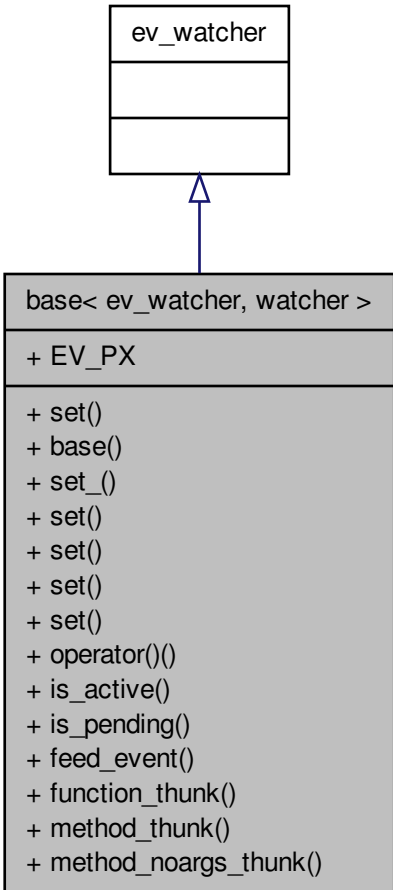 ev_watcher
base< ev_watcher, watcher >
+ EV_PX
+ set()
+ base()
+ set_()
+ set()
+ set()
+ set()
+ set()
+ operator()()
+ is_active()
+ is_pending()
+ feed_event()
+ function_thunk()
+ method_thunk()
+ method_noargs_thunk()